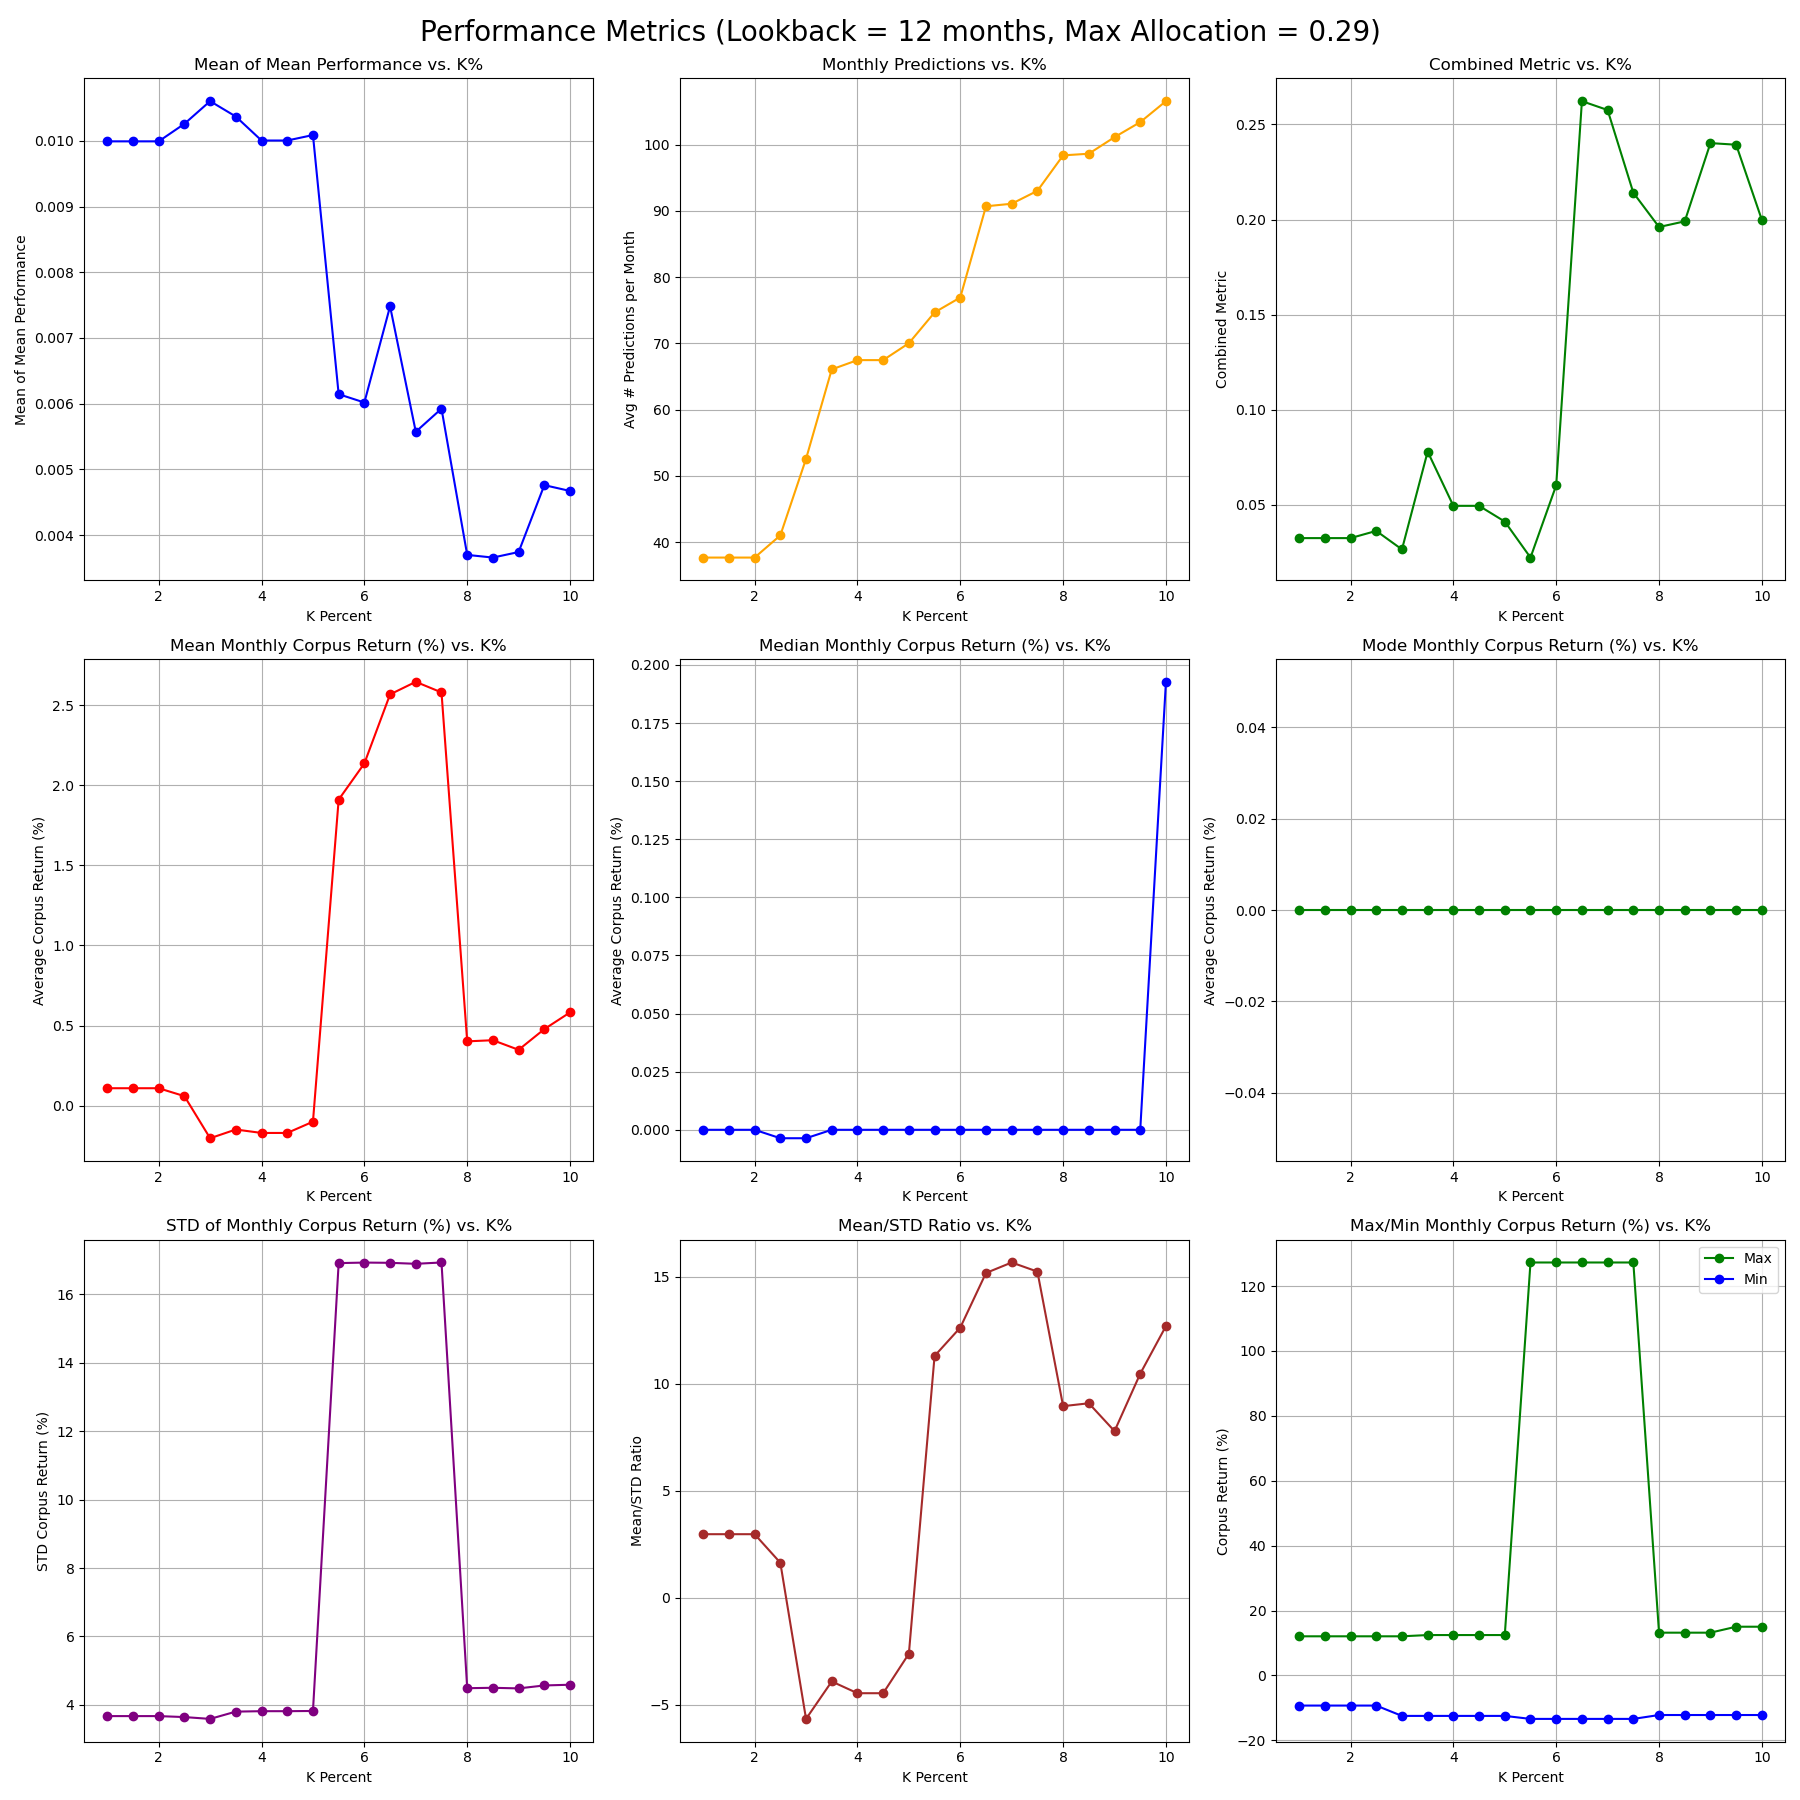 Performance Metrics (Lookback = 12 months, Max Allocation = 0.29)
Mean of Mean Performance vs. K%
Mean of Mean Performance
0.010
0.009
0.008
0.007
0.006
0.005
0.004
2 4 6 8 10
K Percent
Monthly Predictions vs. K%
Avg # Predictions per Month
100
90
80
70
60
50
40
2 4 6 8 10
K Percent
Combined Metric vs. K%
Combined Metric
0.25
0.20
0.15
0.10
0.05
2 4 6 8 10
K Percent
Mean Monthly Corpus Return (%) vs. K%
Average Corpus Return (%)
2.5
2.0
1.5
1.0
0.5
0.0
2 4 6 8 10
K Percent
Median Monthly Corpus Return (%) vs. K%
Average Corpus Return (%)
0.200
0.175
0.150
0.125
0.100
0.075
0.050
0.025
0.000
2 4 6 8 10
K Percent
Mode Monthly Corpus Return (%) vs. K%
Average Corpus Return (%)
0.04
0.02
0.00
−0.02
−0.04
2 4 6 8 10
K Percent
STD of Monthly Corpus Return (%) vs. K%
STD Corpus Return (%)
16
14
12
10
8
6
4
2 4 6 8 10
K Percent
Mean/STD Ratio vs. K%
Mean/STD Ratio
15
10
5
0
−5
2 4 6 8 10
K Percent
Max/Min Monthly Corpus Return (%) vs. K%
Corpus Return (%)
Max
Min
120
100
80
60
40
20
0
−20
2 4 6 8 10
K Percent